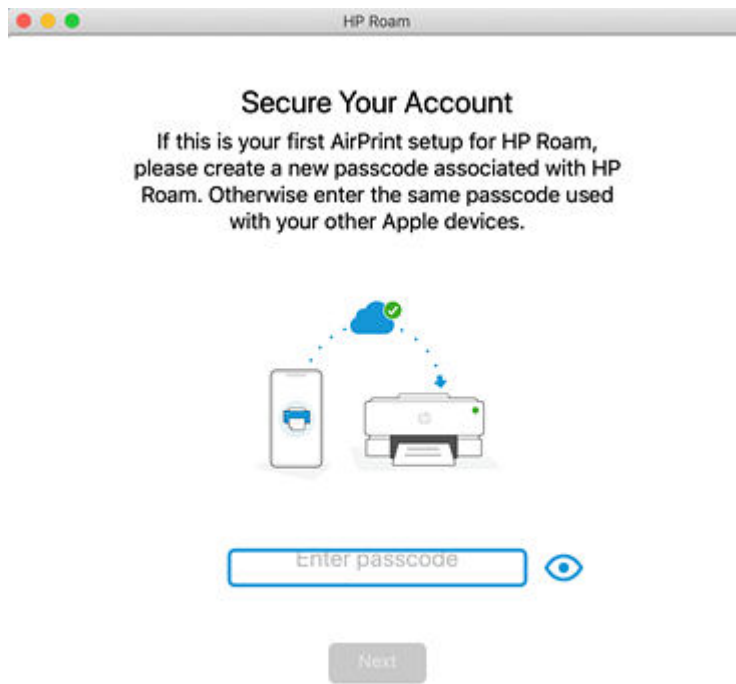 HP Roam
Secure Your Account
If this is your first AirPrint setup for HP Roam,
please create a new passcode associated with HP
Roam. Otherwise enter the same passcode used
with your other Apple devices.
Enter passcode
Next